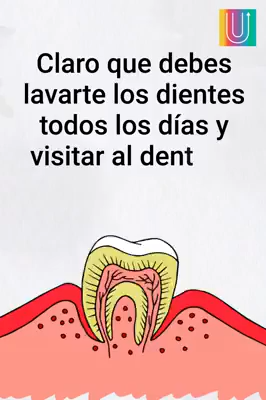 Claro que debes
lavarte los dientes
todos los días y
visitar al dent